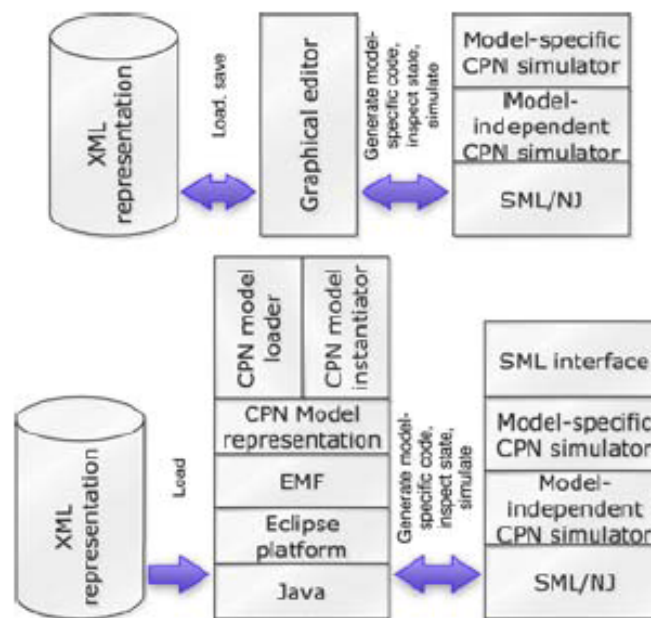 XML
representation
Load, save
Graphical editor
Generate model-
specific code,
inspect state,
simulate
Model-specific
CPN simulator
Model-
independent
CPN simulator
SML/NJ
XML
representation
Load
CPN model
loader
CPN model
instantiator
CPN Model
representation
EMF
Eclipse
platform
Java
Generate model-
specific code,
inspect state,
simulate
SML interface
Model-specific
CPN simulator
Model-
independent
CPN simulator
SML/NJ